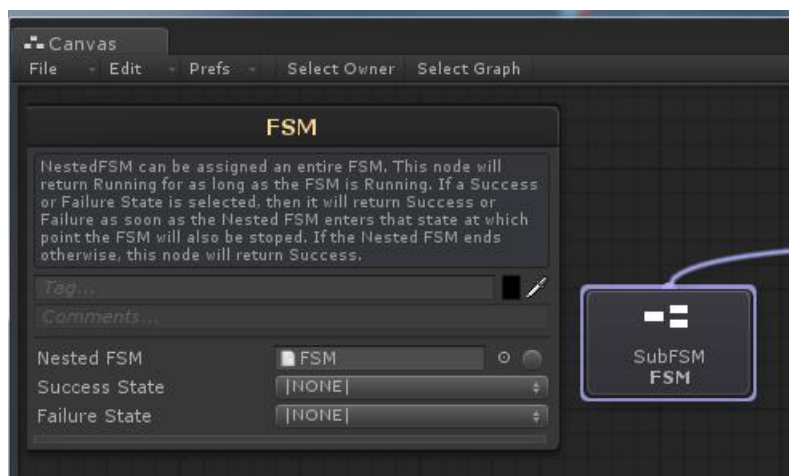 Canvas
File Edit Prefs Select Owner Select Graph
FSM
NestedFSM can be assigned an entire FSM. This node will
return Running for as long as the FSM is Running. If a Success
or Failure State is selected, then it will return Success or
Failure as soon as the Nested FSM enters that state at which
point the FSM will also be stoped. If the Nested FSM ends
otherwise, this node will return Success.
Tag...
Comments...
Nested FSM FSM
Success State |NONE|
Failure State |NONE|
SubFSM
FSM